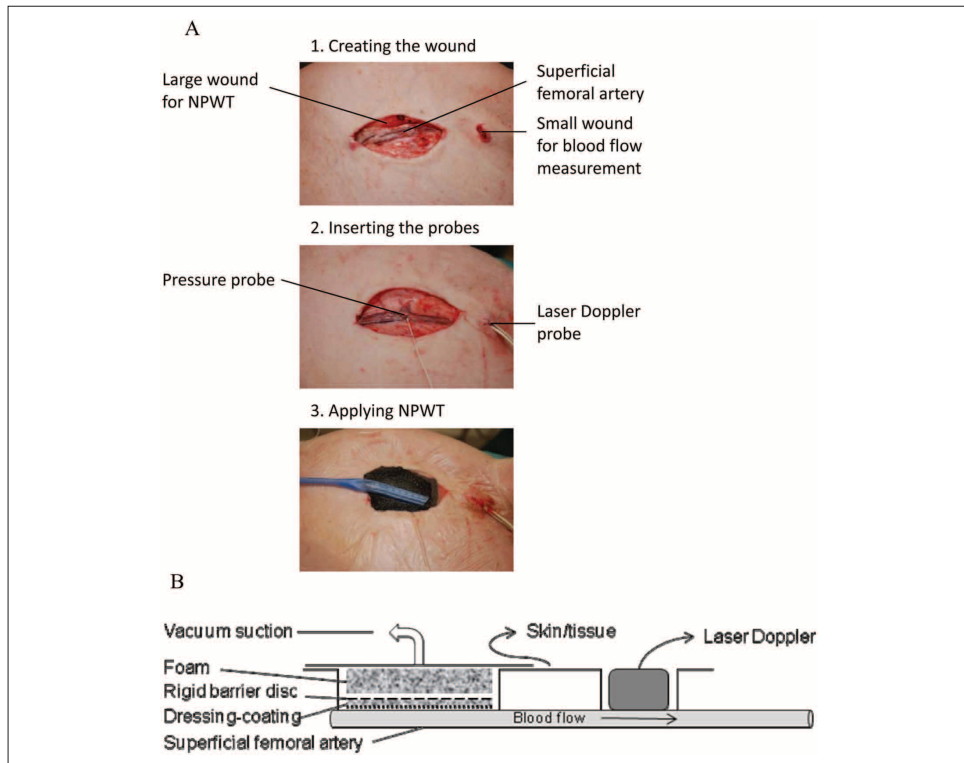 A
1. Creating the wound
Large wound
for NPWT
Superficial
femoral artery
Small wound
for blood flow
measurement
2. Inserting the probes
Pressure probe
Laser Doppler
probe
3. Applying NPWT
B
Vacuum suction
Skin/tissue
Laser Doppler
Foam
Rigid barrier disc
Dressing-coating
Superficial femoral artery
Blood flow